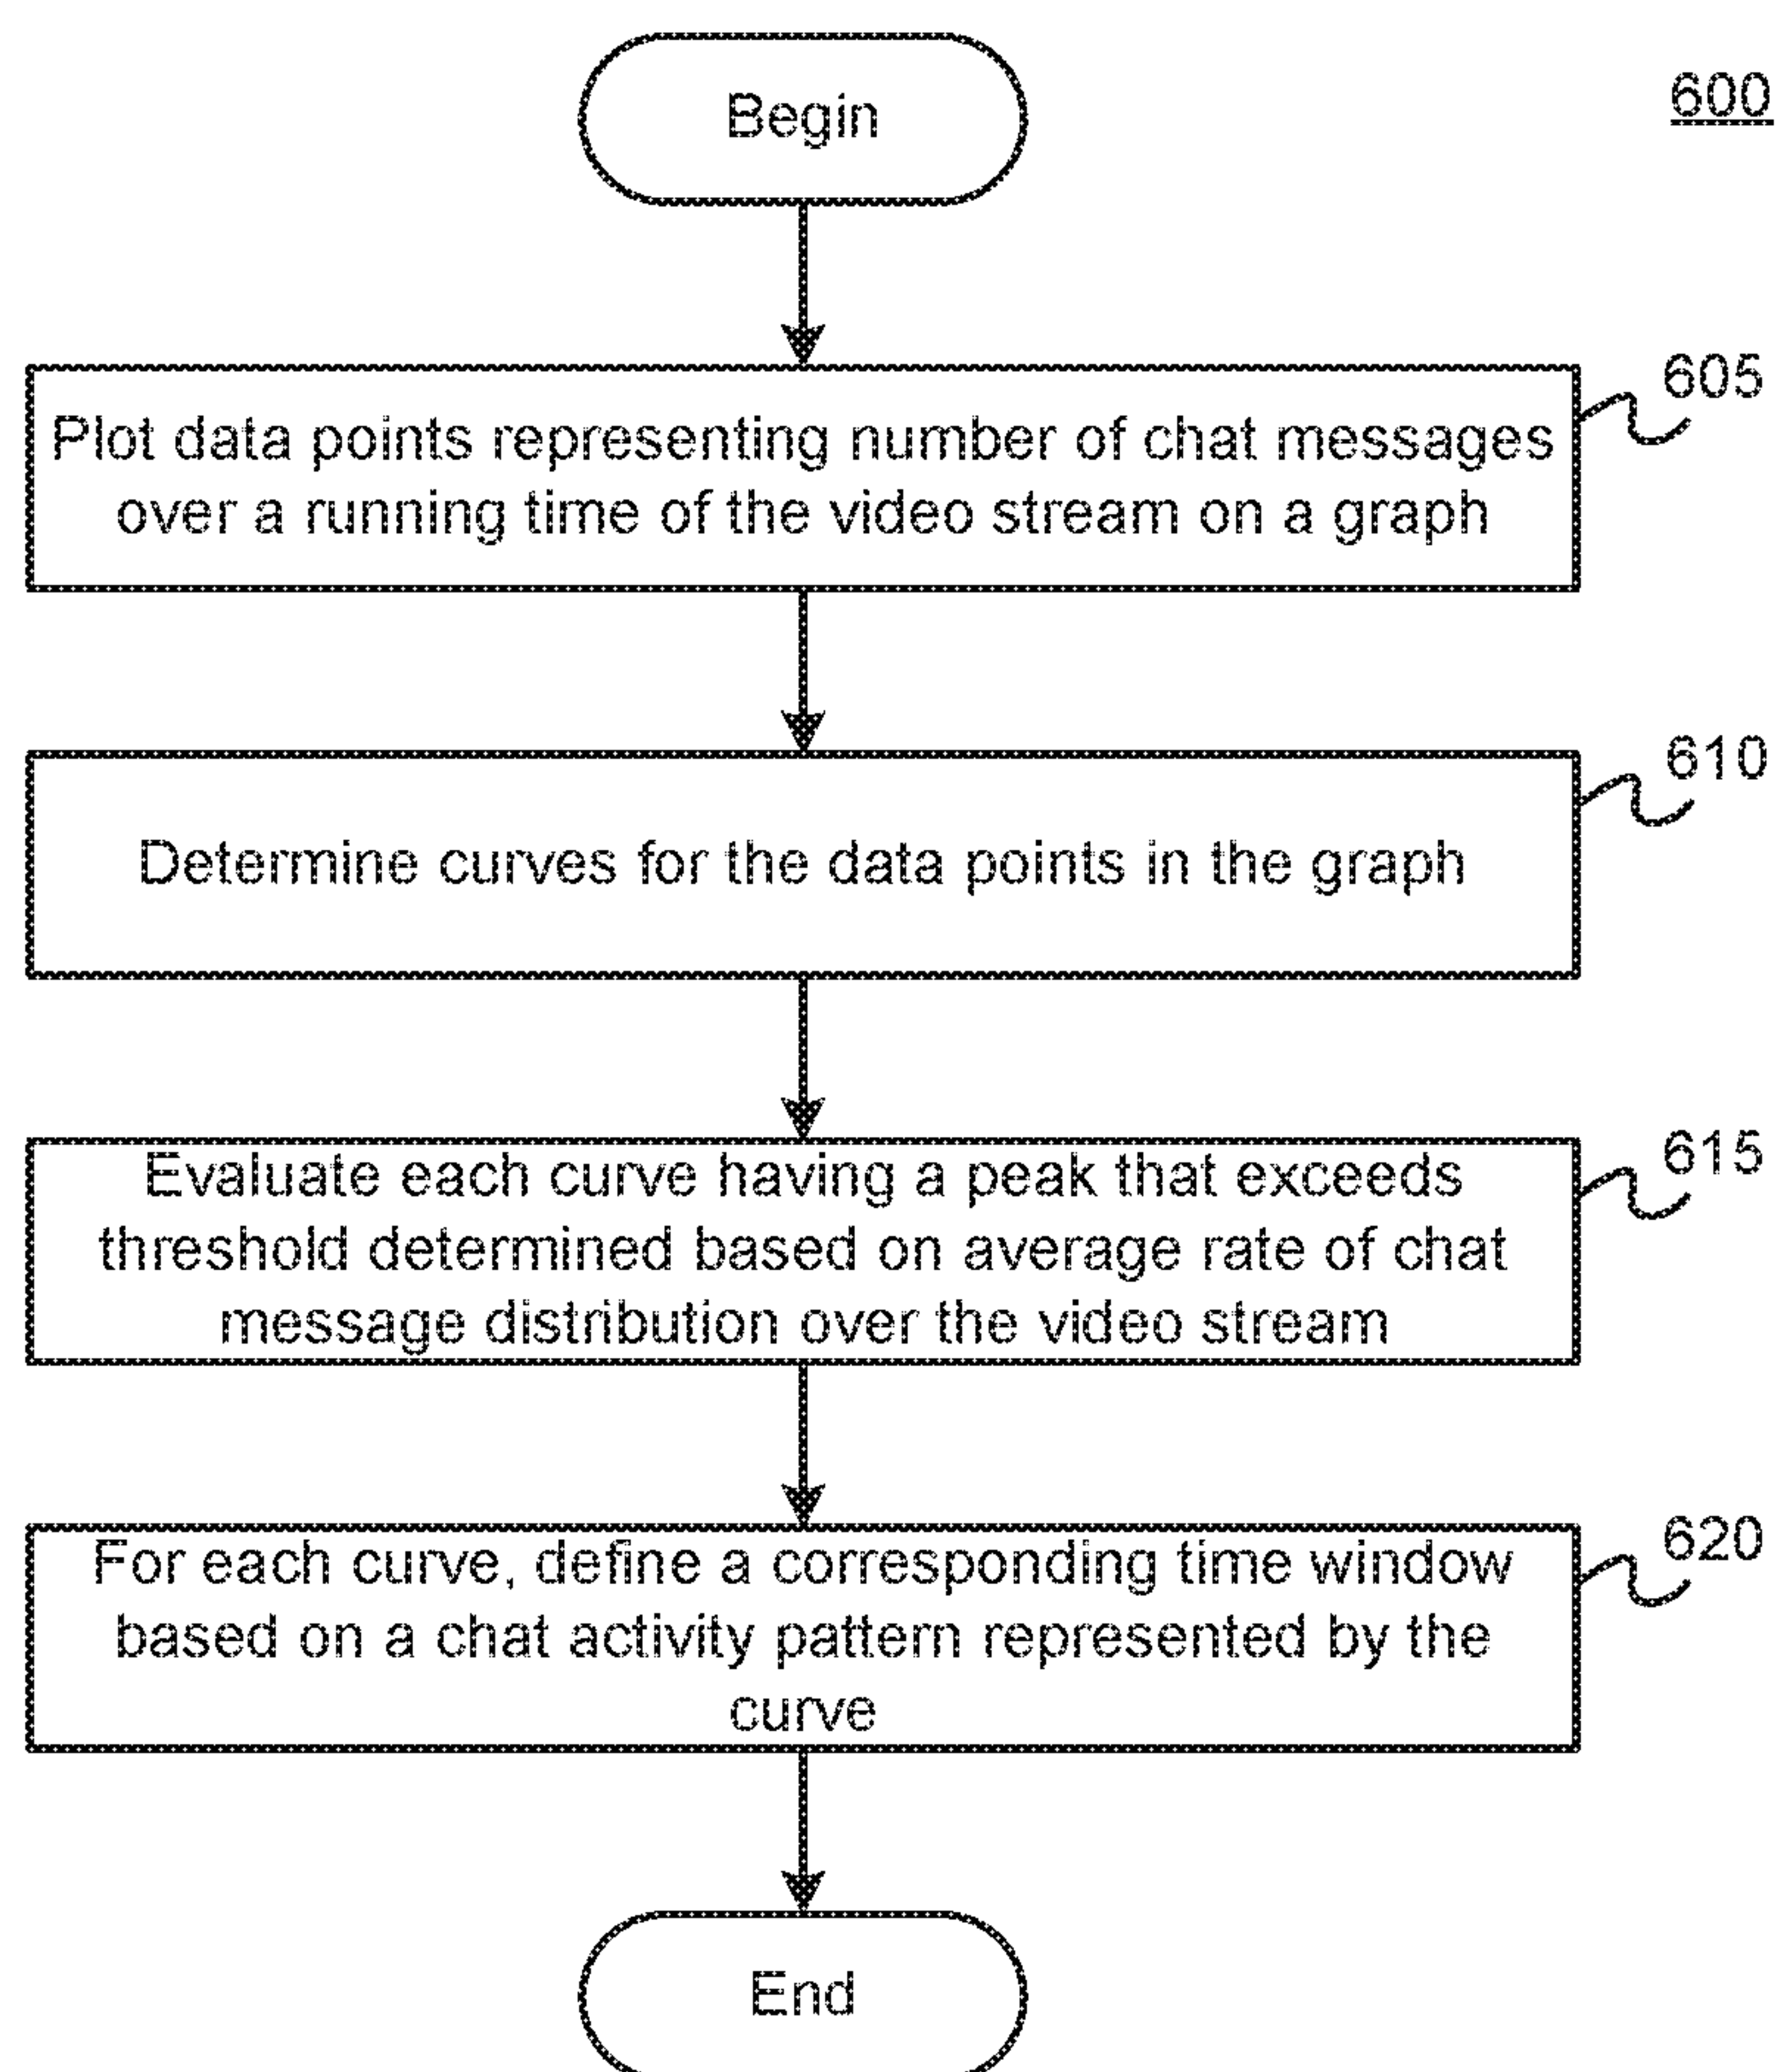 Begin
600
605
Plot data points representing number of chat messages
over a running time of the video stream on a graph
610
Determine curves for the data points in the graph
615
Evaluate each curve having a peak that exceeds
threshold determined based on average rate of chat
message distribution over the video stream
620
For each curve, define a corresponding time window
based on a chat activity pattern represented by the
curve
End